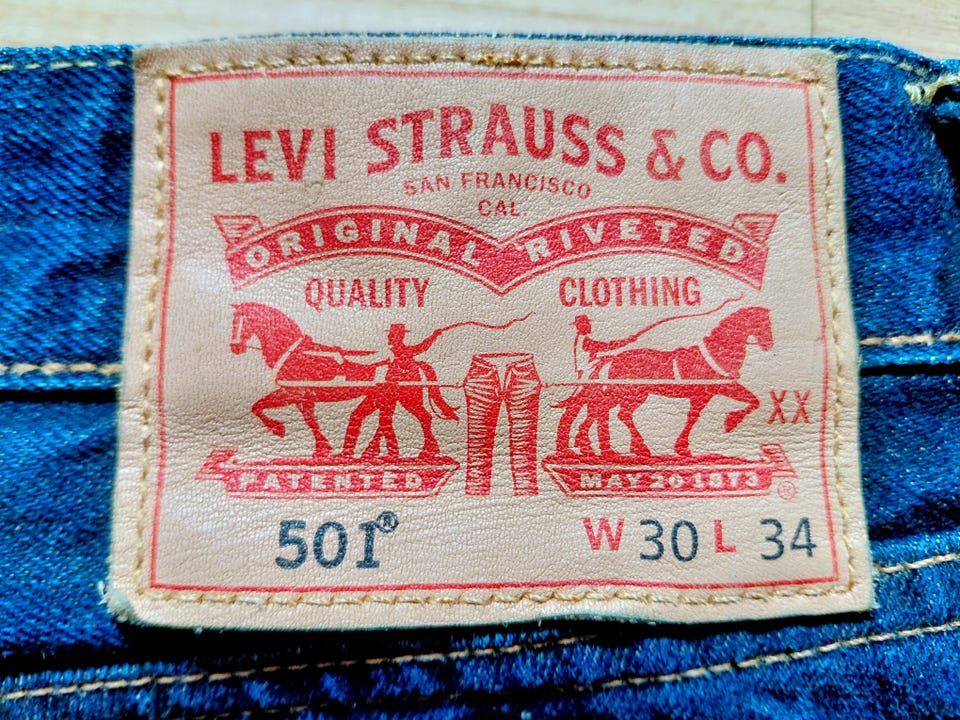 LEVI STRAUSS & CO.
SAN FRANCISCO
CAL.
ORIGINAL RIVETED
QUALITY CLOTHING
XX
PATENTED MAY 20 1873 ®
501® W 30 L 34